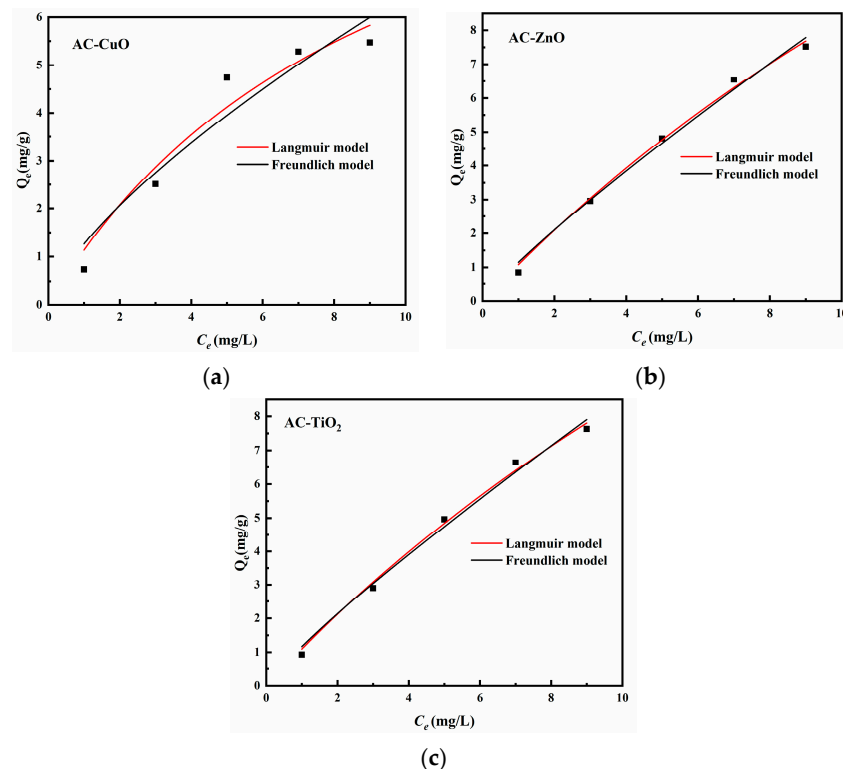 AC-CuO
6
5
4
3
2
1
0
Qe(mg/g)
Langmuir model
Freundlich model
0 2 4 6 8 10
Ce (mg/L)
(a)
AC-ZnO
8
7
6
5
4
3
2
1
0
Qe(mg/g)
Langmuir model
Freundlich model
0 2 4 6 8 10
Ce (mg/L)
(b)
AC-TiO2
8
7
6
5
4
3
2
1
0
Qe(mg/g)
Langmuir model
Freundlich model
0 2 4 6 8 10
Ce (mg/L)
(c)